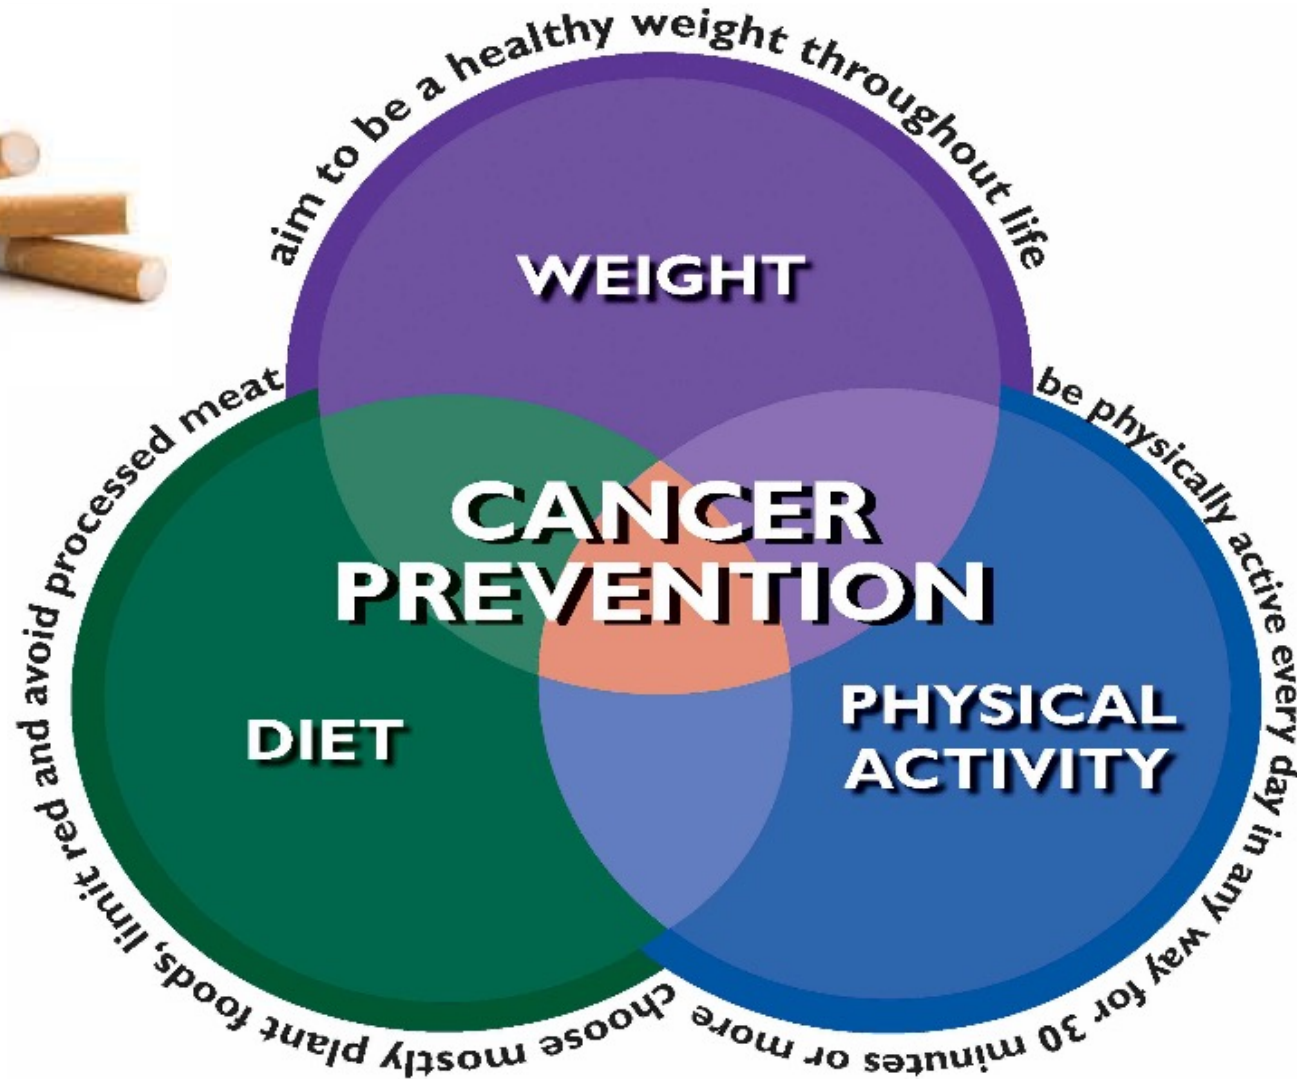 aim to be a healthy weight throughout life
WEIGHT
CANCER
PREVENTION
DIET
PHYSICAL
ACTIVITY
be physically active every day in any way for 30 minutes or more
choose mostly plant foods, limit red and avoid processed meat